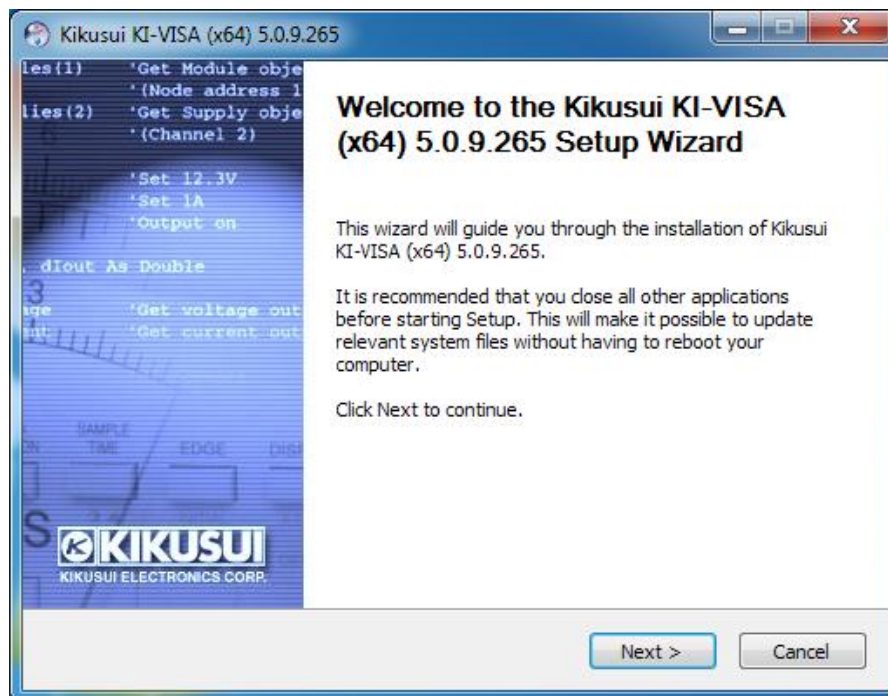 Kikusui KI-VISA (x64) 5.0.9.265
les(1) 'Get Module obje
'(Node address 1
lies(2) 'Get Supply obje
'(Channel 2)
'Set 12.3V
'Set 1A
'Output on
, dIout As Double
age 'Get voltage out
ent 'Get current out
3
4
SAMPLE
TIME
EDGE
DISP
S
KIKUSUI
KIKUSUI ELECTRONICS CORP.
Welcome to the Kikusui KI-VISA
(x64) 5.0.9.265 Setup Wizard
This wizard will guide you through the installation of Kikusui
KI-VISA (x64) 5.0.9.265.
It is recommended that you close all other applications
before starting Setup. This will make it possible to update
relevant system files without having to reboot your
computer.
Click Next to continue.
Next >
Cancel